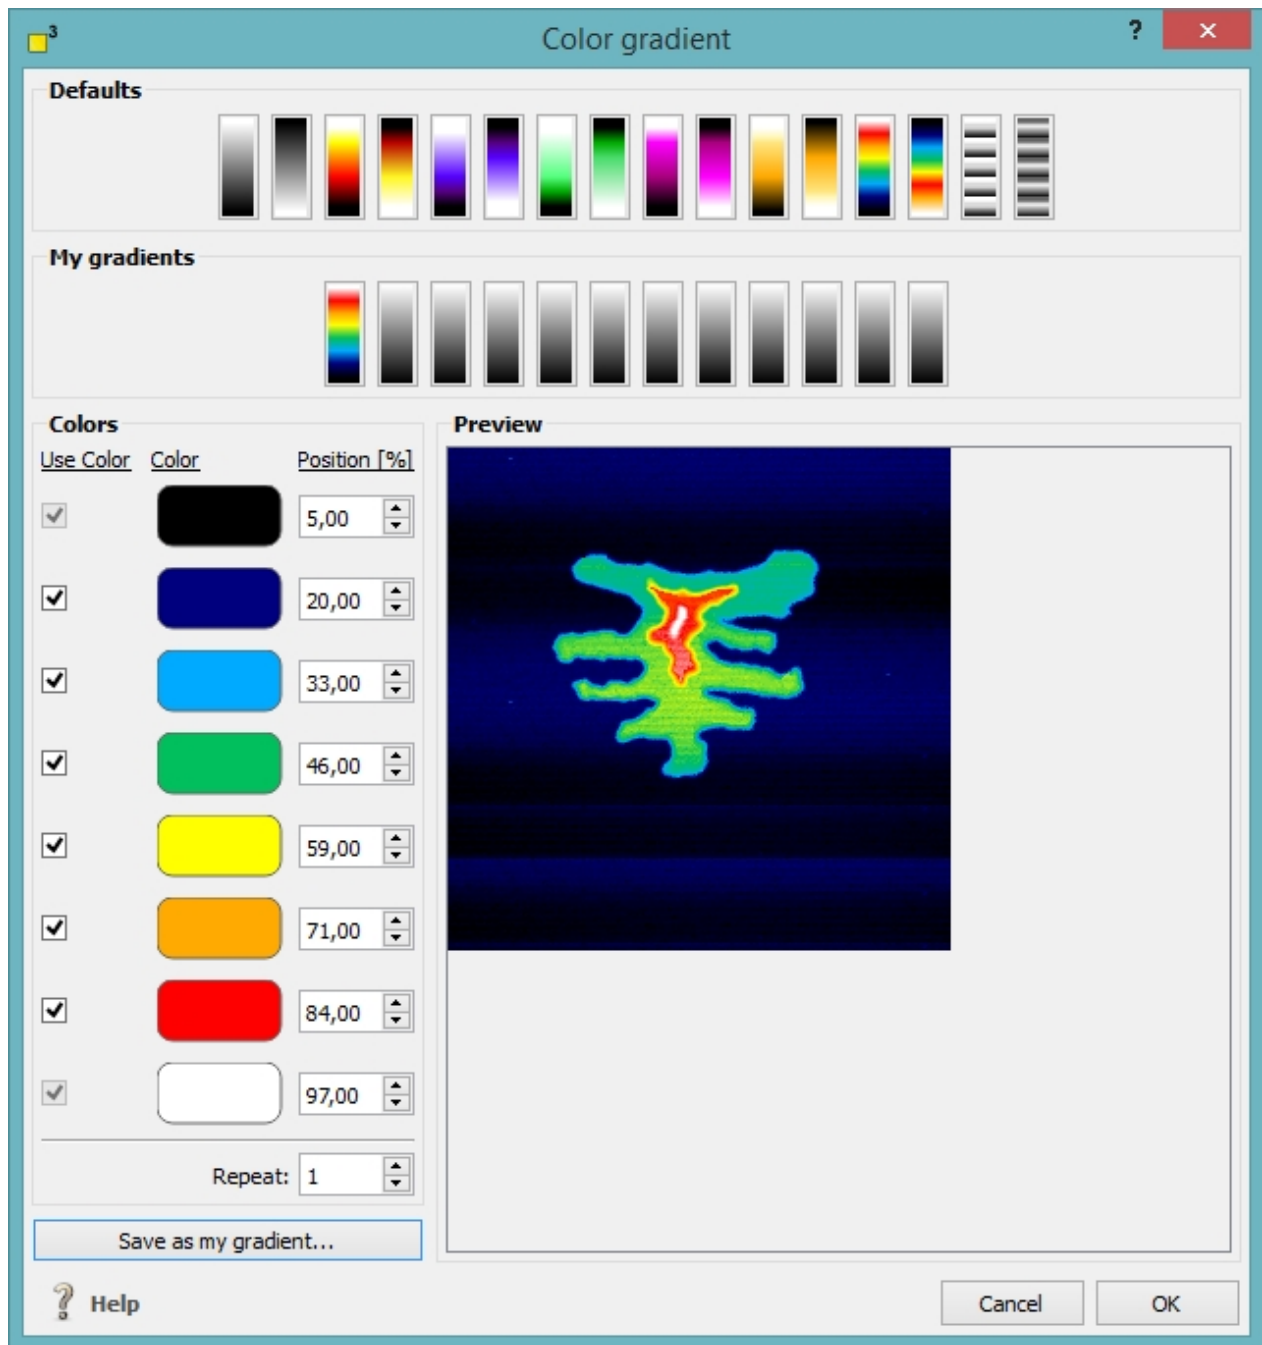 3
Color gradient
?
Defaults
My gradients
Colors
Preview
Use Color Color Position [%]
5,00
20,00
33,00
46,00
59,00
71,00
84,00
97,00
Repeat: 1
Save as my gradient...
? Help
Cancel OK